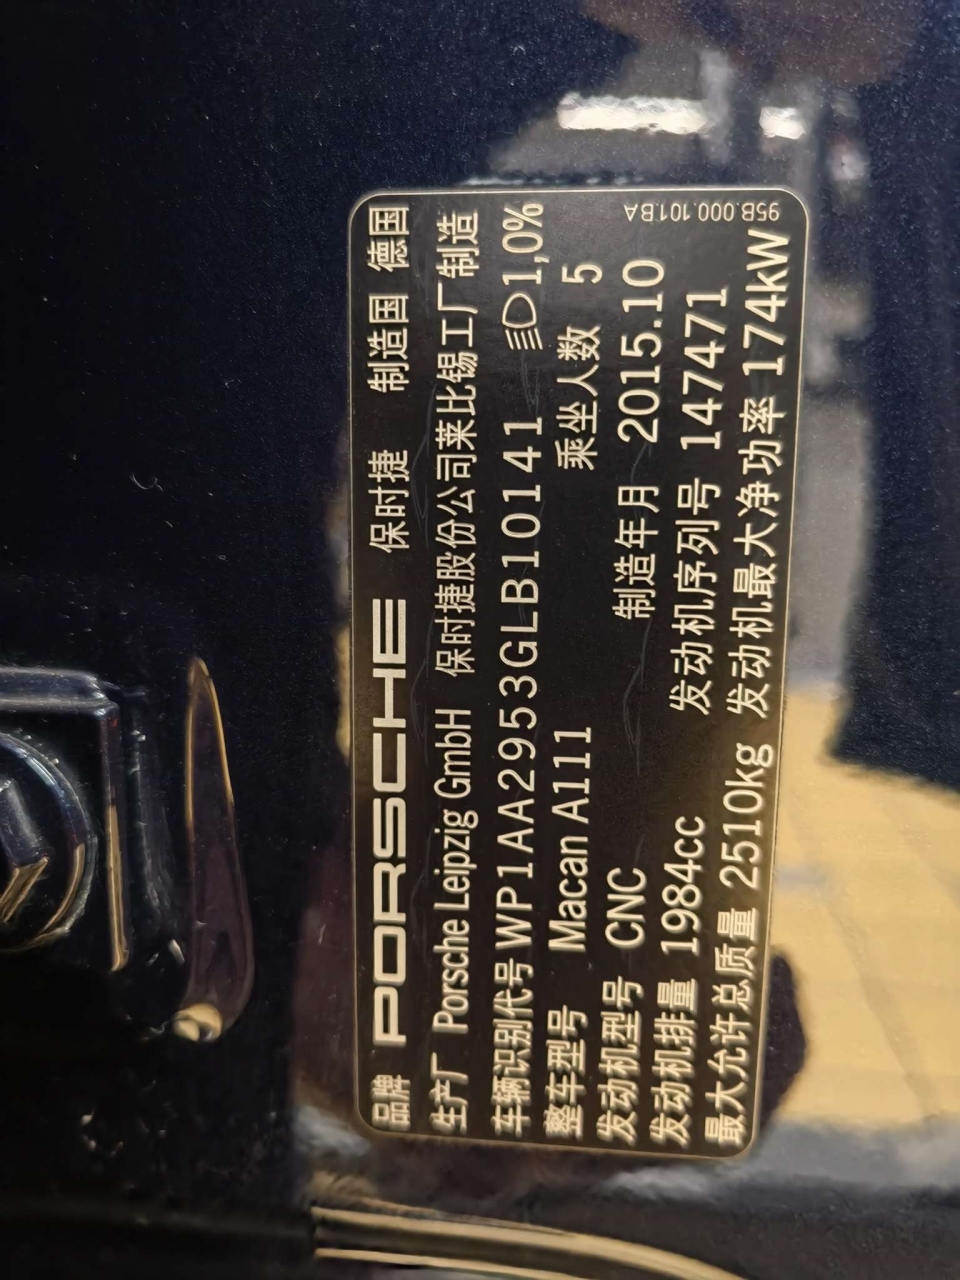 品牌 PORSCHE 保时捷 制造国 德国
生产厂 Porsche Leipzig GmbH 保时捷股份公司莱比锡工厂制造
车辆识别代号 WP1AA2953GLB10141 1,0%
整车型号 Macan A111 乘坐人数 5
发动机型号 CNC 制造年月 2015.10
发动机排量 1984cc 发动机序列号 147471
最大允许总质量 2510kg 发动机最大净功率 174kW
95B.000.101.BA